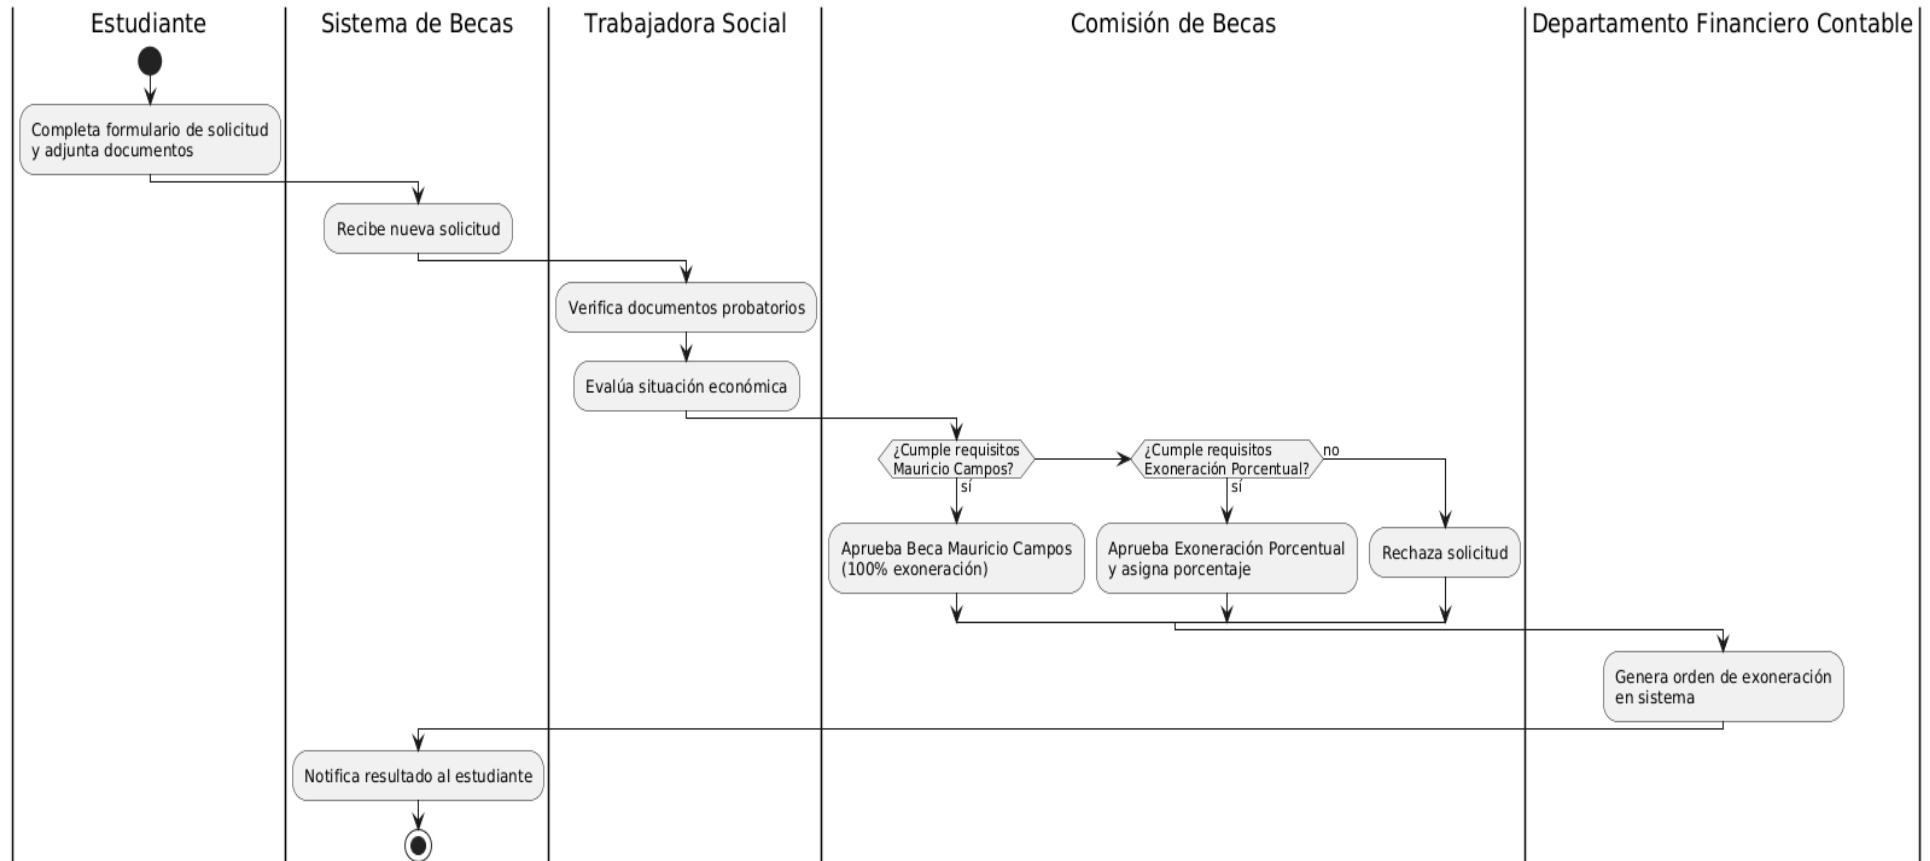 Estudiante
Sistema de Becas
Trabajadora Social
Comisión de Becas
Departamento Financiero Contable
Completa formulario de solicitud
y adjunta documentos
Recibe nueva solicitud
Verifica documentos probatorios
Evalúa situación económica
¿Cumple requisitos
Mauricio Campos?
sí
¿Cumple requisitos
Exoneración Porcentual?
sí
no
Aprueba Beca Mauricio Campos
(100% exoneración)
Aprueba Exoneración Porcentual
y asigna porcentaje
Rechaza solicitud
Genera orden de exoneración
en sistema
Notifica resultado al estudiante